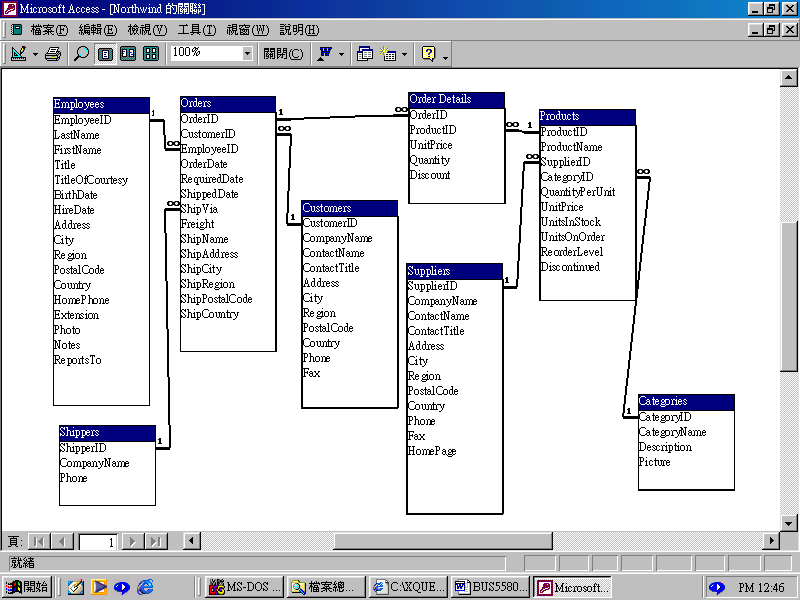 Microsoft Access - [Northwind 的關聯]
檔案(F) 編輯(E) 檢視(V) 工具(T) 視窗(W) 說明(H)
100% 關閉(C)
Employees
EmployeeID
LastName
FirstName
Title
TitleOfCourtesy
BirthDate
HireDate
Address
City
Region
PostalCode
Country
HomePhone
Extension
Photo
Notes
ReportsTo
1
∞
Orders
OrderID
CustomerID
EmployeeID
OrderDate
RequiredDate
ShippedDate
ShipVia
Freight
ShipName
ShipAddress
ShipCity
ShipRegion
ShipPostalCode
ShipCountry
1
∞
∞
∞
Order Details
OrderID
ProductID
UnitPrice
Quantity
Discount
∞
1
Products
ProductID
ProductName
SupplierID
CategoryID
QuantityPerUnit
UnitPrice
UnitsInStock
UnitsOnOrder
ReorderLevel
Discontinued
∞
∞
1
Customers
CustomerID
CompanyName
ContactName
ContactTitle
Address
City
Region
PostalCode
Country
Phone
Fax
Suppliers
SupplierID
CompanyName
ContactName
ContactTitle
Address
City
Region
PostalCode
Country
Phone
Fax
HomePage
1
1
Categories
CategoryID
CategoryName
Description
Picture
Shippers
ShipperID
CompanyName
Phone
1
頁: 1
就緒
開始 MS-DOS ... 檔案總... C:\XQUE... BUS5580... Microsoft... PM 12:46